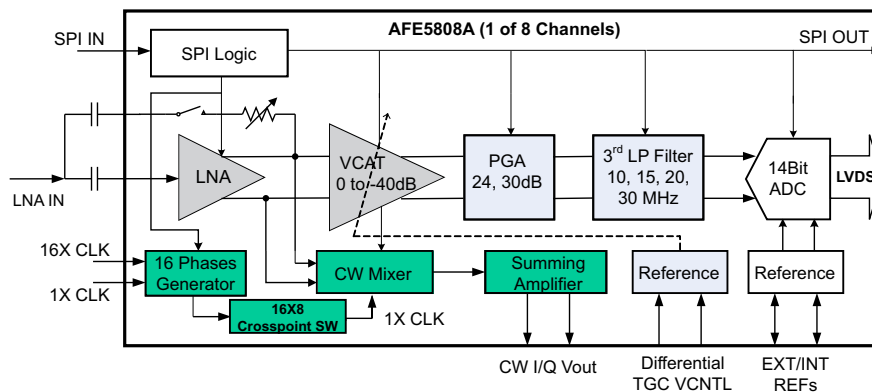 AFE5808A (1 of 8 Channels)
SPI IN
SPI Logic
SPI OUT
LNA IN
LNA
VCAT
0 to -40dB
PGA
24, 30dB
3rd LP Filter
10, 15, 20,
30 MHz
14Bit
ADC
LVDS
16X CLK
1X CLK
16 Phases
Generator
CW Mixer
Summing
Amplifier
Reference
Reference
16X8
Crosspoint SW
1X CLK
CW I/Q Vout
Differential
TGC VCNTL
EXT/INT
REFs